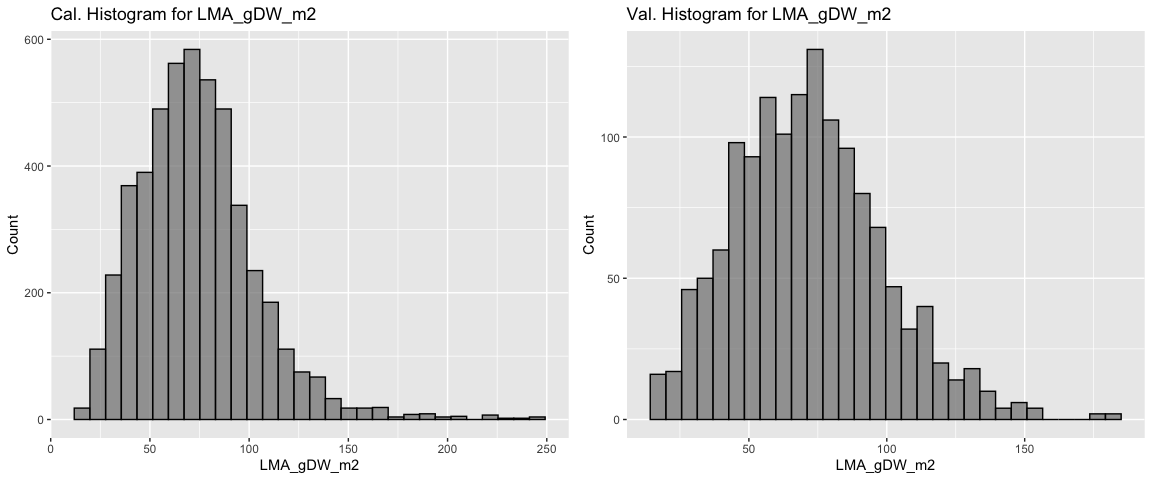 Cal. Histogram for LMA_gDW_m2
Count
600
400
200
0
0 50 100 150 200 250
LMA_gDW_m2
Val. Histogram for LMA_gDW_m2
Count
100
50
0
50 100 150
LMA_gDW_m2